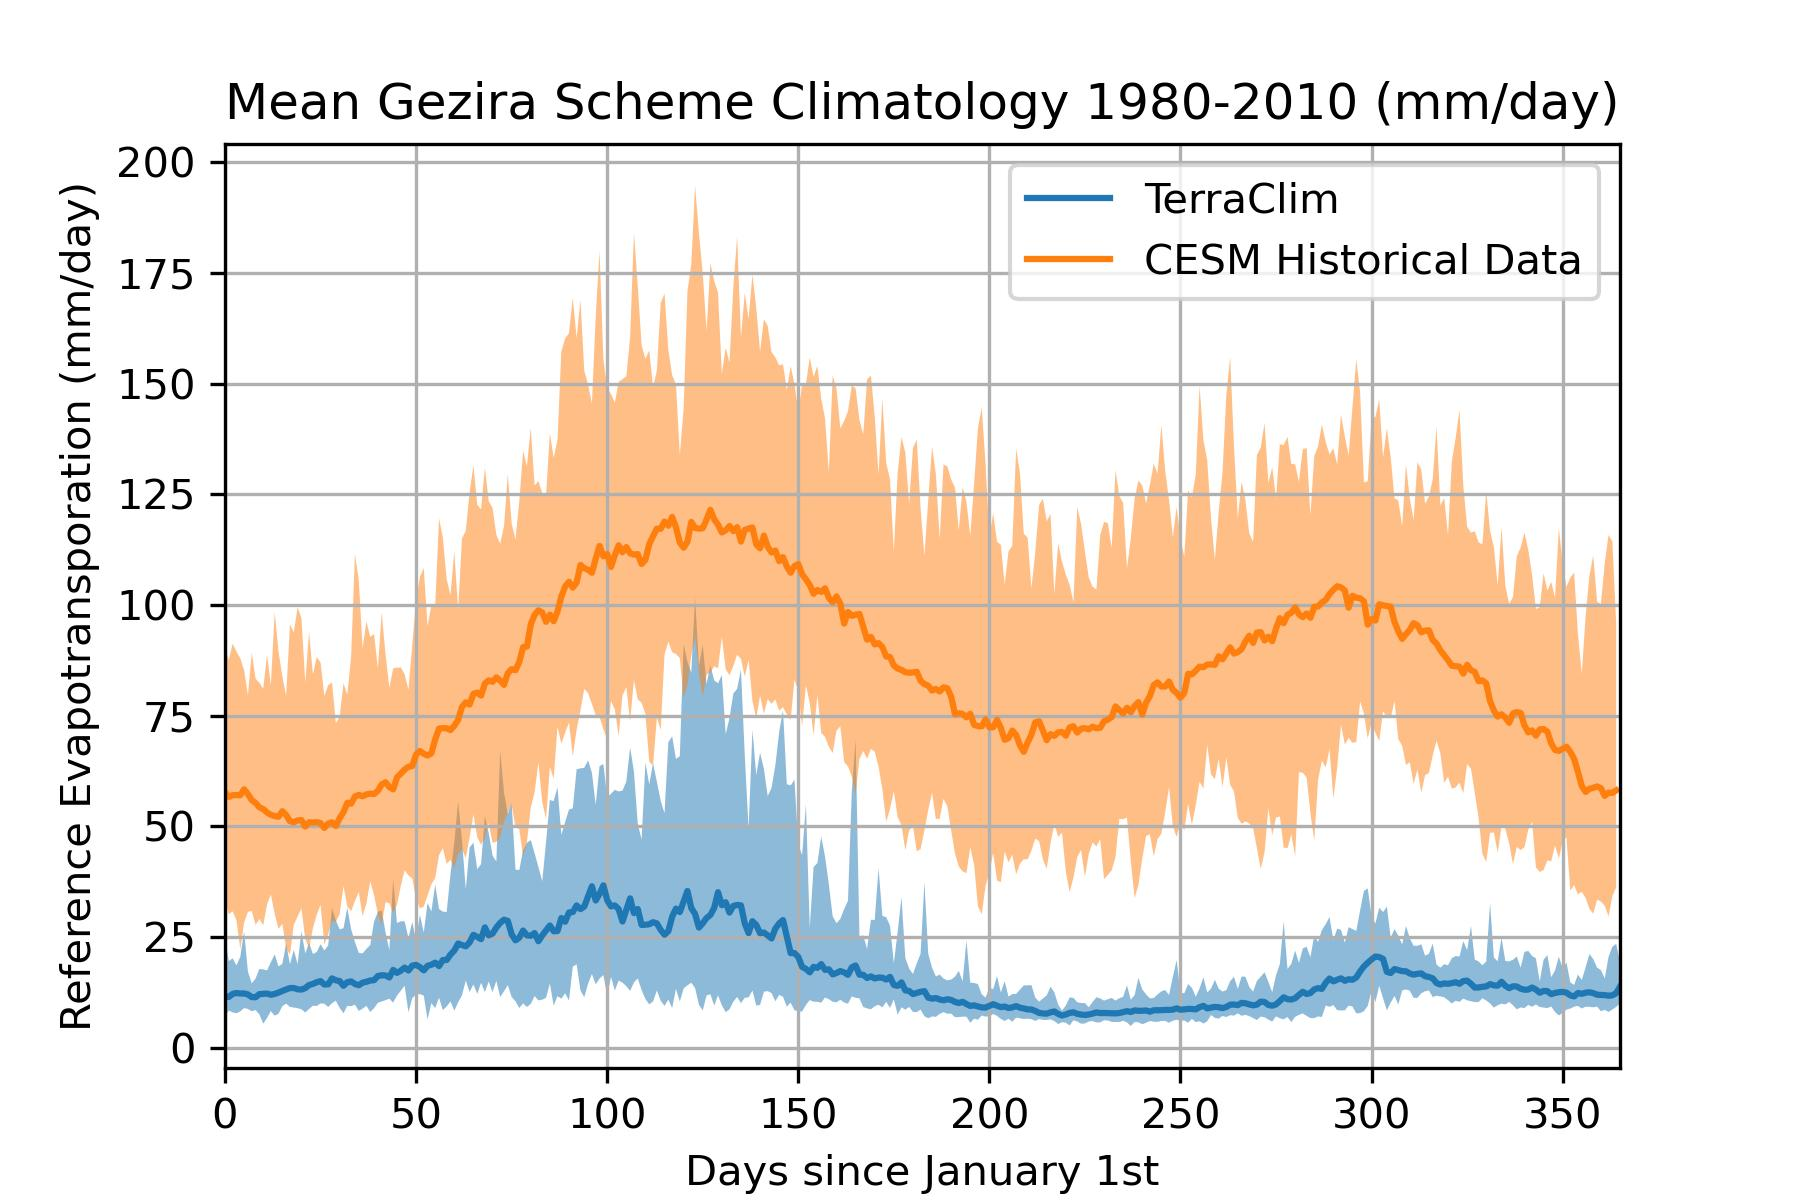 Mean Gezira Scheme Climatology 1980-2010 (mm/day)
TerraClim
CESM Historical Data
Reference Evapotransporation (mm/day)
200
175
150
125
100
75
50
25
0
0 50 100 150 200 250 300 350
Days since January 1st